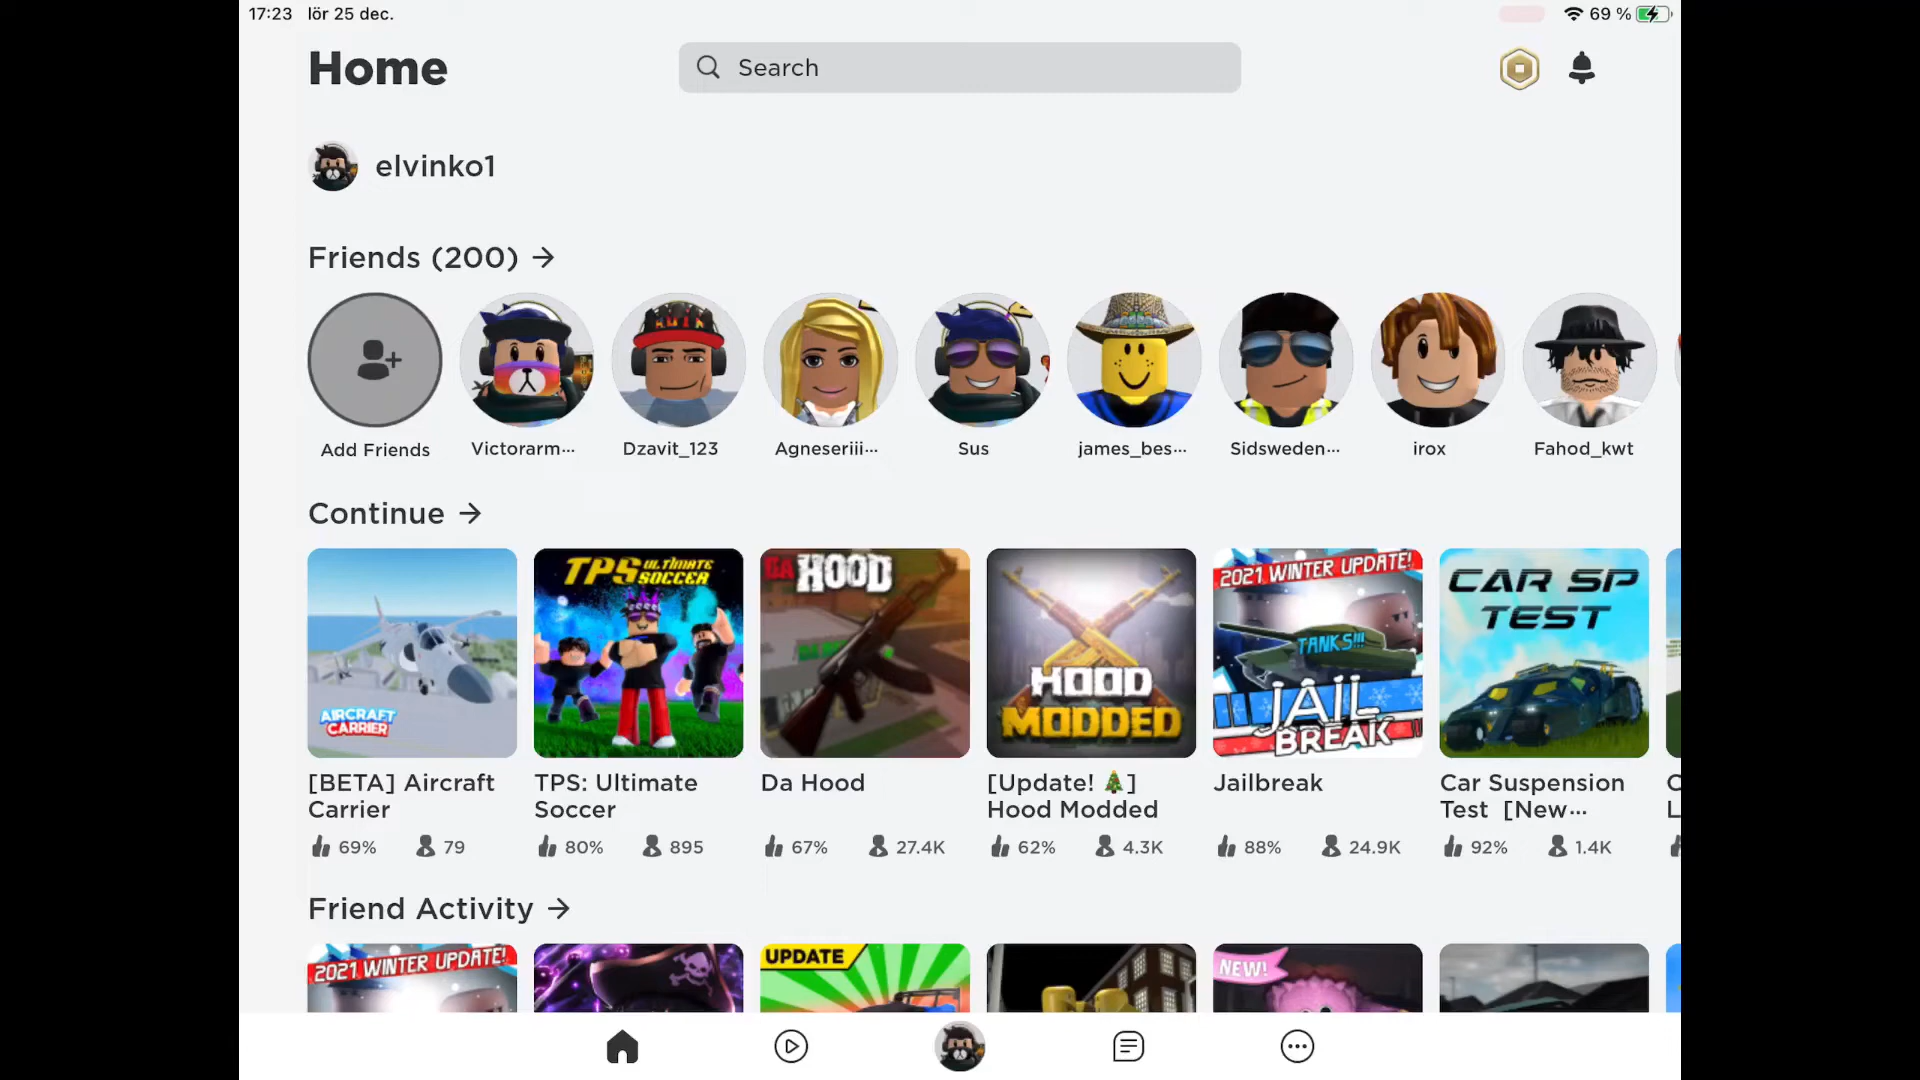 17:23 lör 25 dec.
69 %
Home
Search
elvinko1
Friends (200) →
Add Friends
Victorarm...
Dzavit_123
Agneseriii...
Sus
james_bes...
Sidsweden...
irox
Fahod_kwt
Continue →
AIRCRAFT
CARRIER
TPS ULTIMATE
SOCCER
DA HOOD
HOOD
MODDED
2021 WINTER UPDATE!
TANKS!!!
JAIL
BREAK
CAR SP
TEST
[BETA] Aircraft
Carrier
TPS: Ultimate
Soccer
Da Hood
[Update! 🎄]
Hood Modded
Jailbreak
Car Suspension
Test [New...
69% 79
80% 895
67% 27.4K
62% 4.3K
88% 24.9K
92% 1.4K
Friend Activity →
2021 WINTER UPDATE!
UPDATE
NEW!